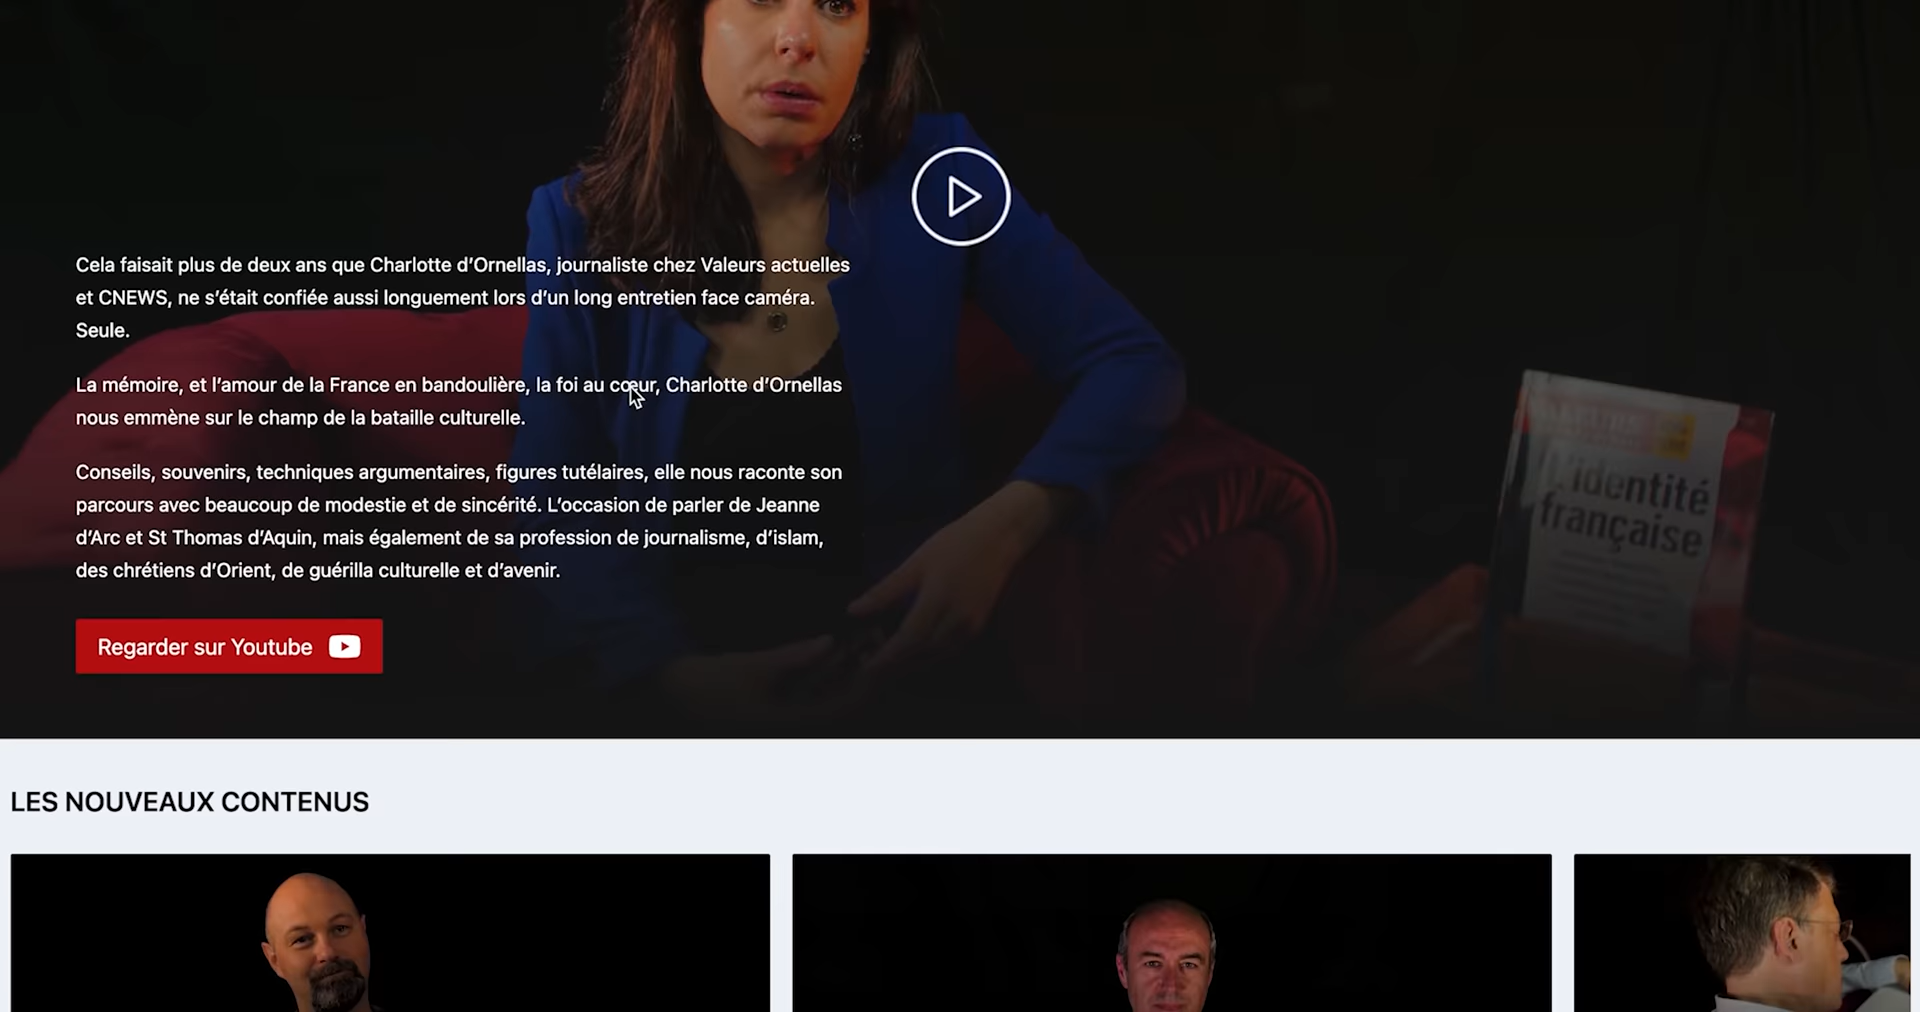 Cela faisait plus de deux ans que Charlotte d’Ornellas, journaliste chez Valeurs actuelles
et CNEWS, ne s’était confiée aussi longuement lors d’un long entretien face caméra.
Seule.
La mémoire, et l’amour de la France en bandoulière, la foi au cœur, Charlotte d’Ornellas
nous emmène sur le champ de la bataille culturelle.
Conseils, souvenirs, techniques argumentaires, figures tutélaires, elle nous raconte son
parcours avec beaucoup de modestie et de sincérité. L’occasion de parler de Jeanne
d’Arc et St Thomas d’Aquin, mais également de sa profession de journalisme, d’islam,
des chrétiens d’Orient, de guérilla culturelle et d’avenir.
L'identité
française
Regarder sur Youtube
LES NOUVEAUX CONTENUS